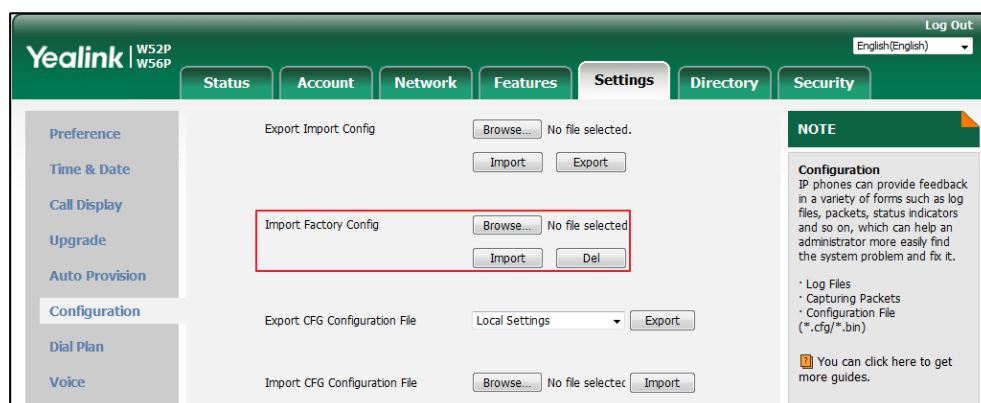 Log Out
Yealink | W52P
W56P
English(English)
Status Account Network Features Settings Directory Security
Preference
Time & Date
Call Display
Upgrade
Auto Provision
Configuration
Dial Plan
Voice
Export Import Config Browse... No file selected.
Import Export
Import Factory Config Browse... No file selected
Import Del
Export CFG Configuration File Local Settings Export
Import CFG Configuration File Browse... No file selectec Import
NOTE
Configuration
IP phones can provide feedback
in a variety of forms such as log
files, packets, status indicators
and so on, which can help an
administrator more easily find
the system problem and fix it.
· Log Files
· Capturing Packets
· Configuration File
(*.cfg/*.bin)
You can click here to get
more guides.